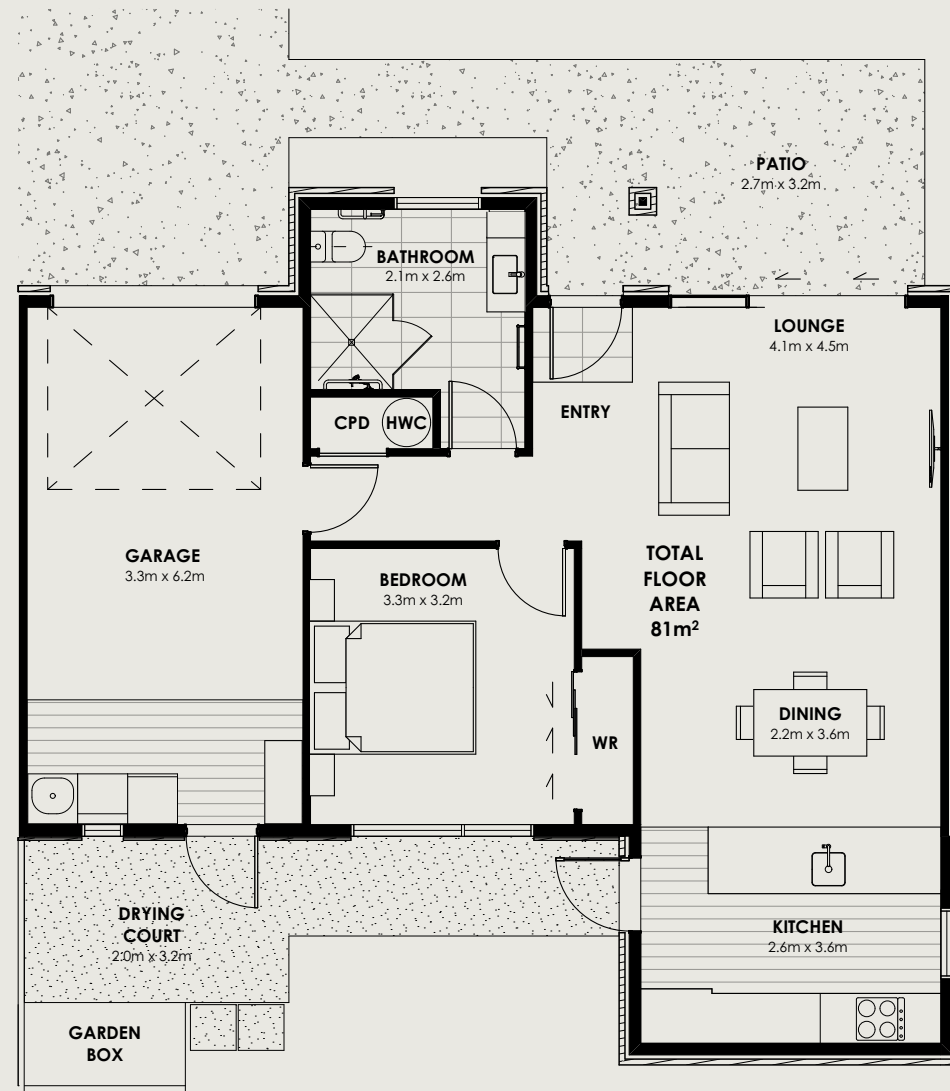 PATIO
2.7m x 3.2m
BATHROOM
2.1m x 2.6m
LOUNGE
4.1m x 4.5m
CPD
HWC
ENTRY
GARAGE
3.3m x 6.2m
BEDROOM
3.3m x 3.2m
TOTAL
FLOOR
AREA
81m²
DINING
2.2m x 3.6m
WR
DRYING
COURT
2.0m x 3.2m
KITCHEN
2.6m x 3.6m
GARDEN
BOX